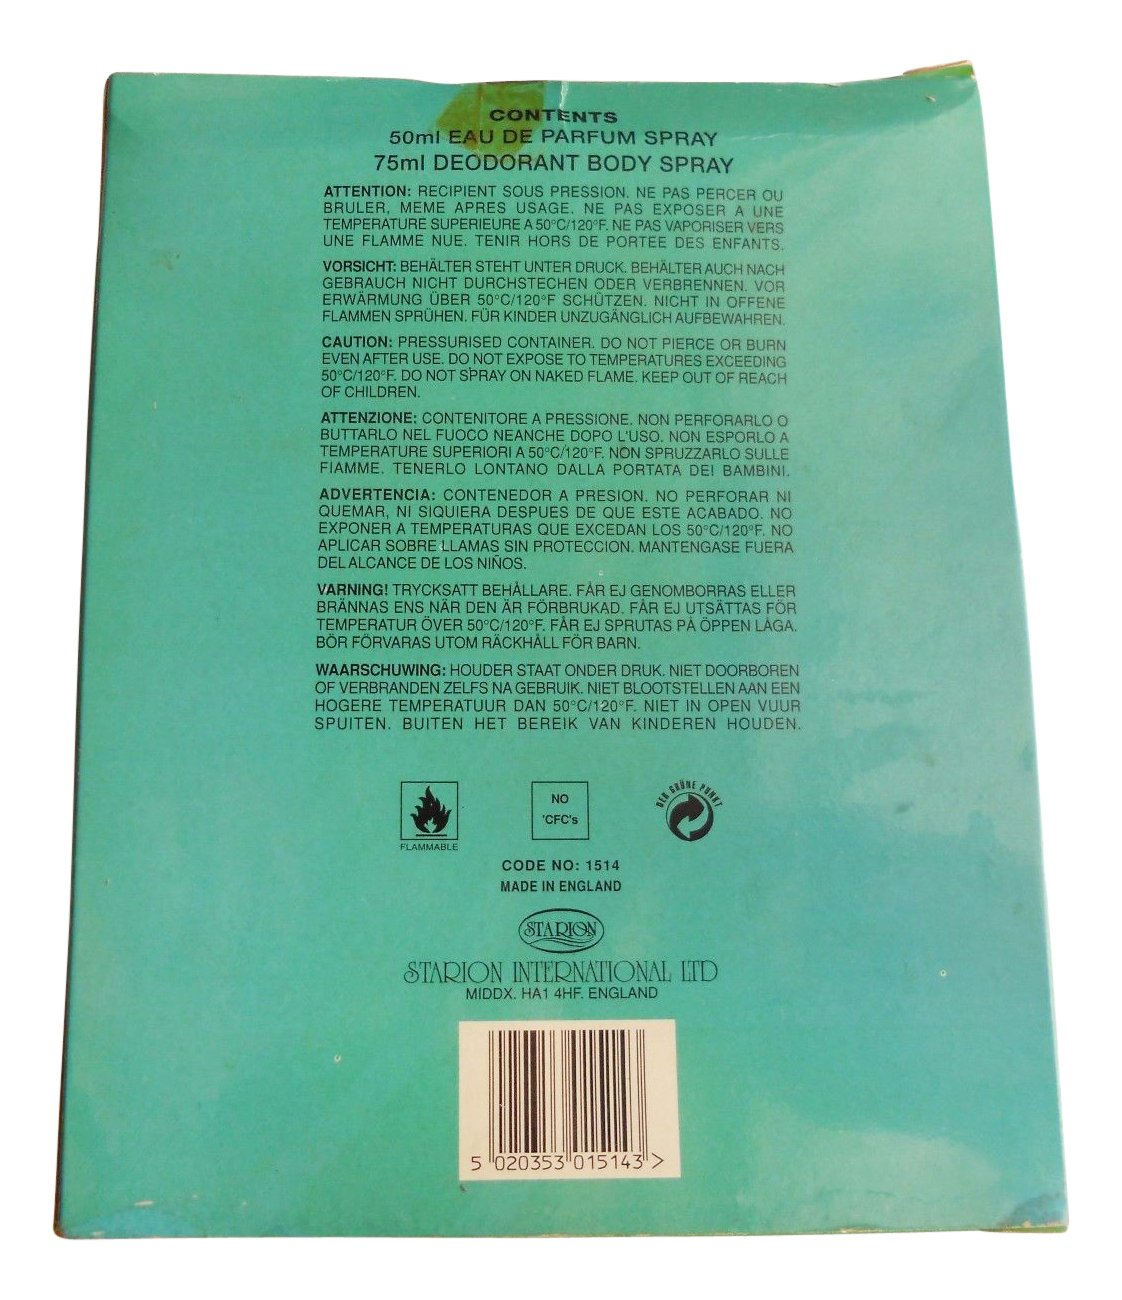 CONTENTS
50ml EAU DE PARFUM SPRAY
75ml DEODORANT BODY SPRAY
ATTENTION: RECIPIENT SOUS PRESSION. NE PAS PERCER OU
BRULER, MEME APRES USAGE. NE PAS EXPOSER A UNE
TEMPERATURE SUPERIEURE A 50°C/120°F. NE PAS VAPORISER VERS
UNE FLAMME NUE. TENIR HORS DE PORTEE DES ENFANTS.
VORSICHT: BEHÄLTER STEHT UNTER DRUCK. BEHÄLTER AUCH NACH
GEBRAUCH NICHT DURCHSTECHEN ODER VERBRENNEN. VOR
ERWÄRMUNG ÜBER 50°C/120°F SCHÜTZEN. NICHT IN OFFENE
FLAMMEN SPRÜHEN. FÜR KINDER UNZUGÄNGLICH AUFBEWAHREN.
CAUTION: PRESSURISED CONTAINER. DO NOT PIERCE OR BURN
EVEN AFTER USE. DO NOT EXPOSE TO TEMPERATURES EXCEEDING
50°C/120°F. DO NOT SPRAY ON NAKED FLAME. KEEP OUT OF REACH
OF CHILDREN.
ATTENZIONE: CONTENITORE A PRESSIONE. NON PERFORARLO O
BUTTARLO NEL FUOCO NEANCHE DOPO L'USO. NON ESPORLO A
TEMPERATURE SUPERIORI A 50°C/120°F. NON SPRUZZARLO SULLE
FIAMME. TENERLO LONTANO DALLA PORTATA DEI BAMBINI.
ADVERTENCIA: CONTENEDOR A PRESION. NO PERFORAR NI
QUEMAR, NI SIQUIERA DESPUES DE QUE ESTE ACABADO. NO
EXPONER A TEMPERATURAS QUE EXCEDAN LOS 50°C/120°F. NO
APLICAR SOBRE LLAMAS SIN PROTECCION. MANTENGASE FUERA
DEL ALCANCE DE LOS NIÑOS.
VARNING! TRYCKSATT BEHÅLLARE. FÅR EJ GENOMBORRAS ELLER
BRÄNNAS ENS NÄR DEN ÄR FÖRBRUKAD. FÅR EJ UTSÄTTAS FÖR
TEMPERATUR ÖVER 50°C/120°F. FÅR EJ SPRUTAS PÅ ÖPPEN LÅGA.
BÖR FÖRVARAS UTOM RÄCKHÅLL FÖR BARN.
WAARSCHUWING: HOUDER STAAT ONDER DRUK. NIET DOORBOREN
OF VERBRANDEN ZELFS NA GEBRUIK. NIET BLOOTSTELLEN AAN EEN
HOGERE TEMPERATUUR DAN 50°C/120°F. NIET IN OPEN VUUR
SPUITEN. BUITEN HET BEREIK VAN KINDEREN HOUDEN.
FLAMMABLE
NO
'CFC's
DER GRÜNE PUNKT
CODE NO: 1514
MADE IN ENGLAND
STARION
STARION INTERNATIONAL LTD
MIDDX. HA1 4HF. ENGLAND
5 020353 015143 >